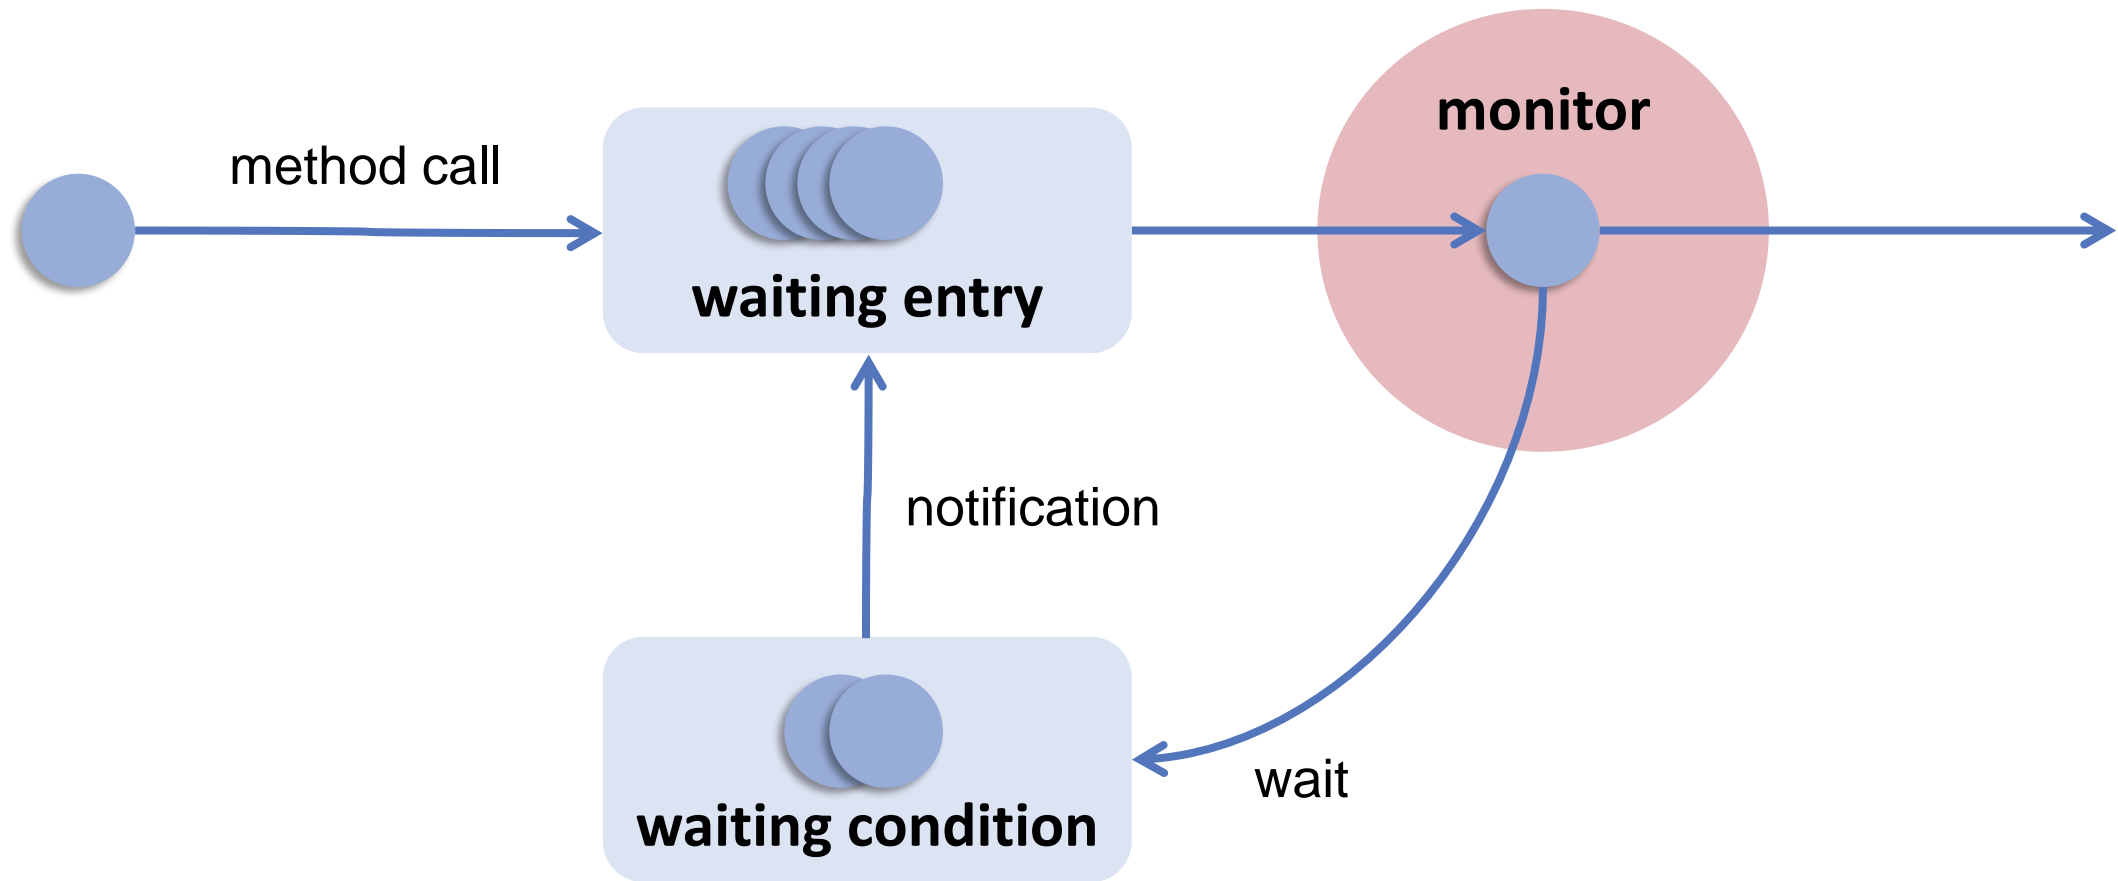 monitor
method call
waiting entry
notification
wait
waiting condition